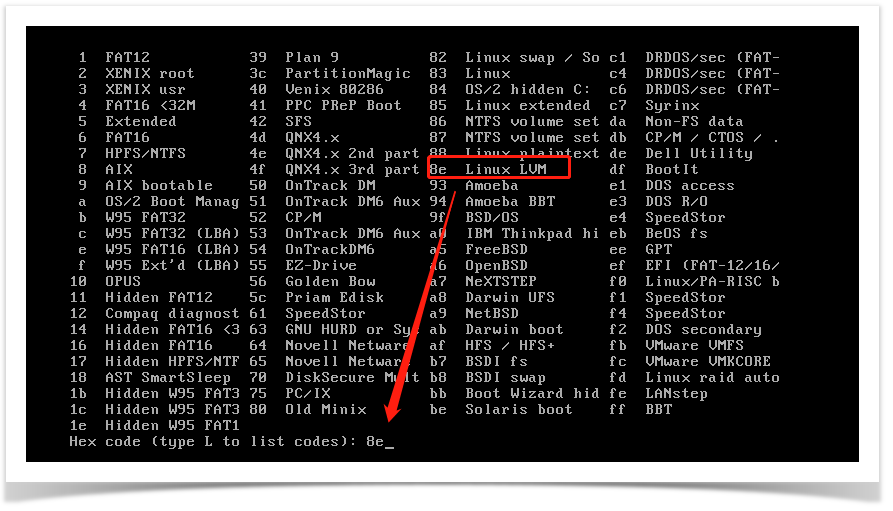 1 FAT12 39 Plan 9 82 Linux swap / So c1 DRDOS/sec (FAT-
2 XENIX root 3c PartitionMagic 83 Linux c4 DRDOS/sec (FAT-
3 XENIX usr 40 Venix 80286 84 OS/2 hidden C: c6 DRDOS/sec (FAT-
4 FAT16 <32M 41 PPC PReP Boot 85 Linux extended c7 Syrinx
5 Extended 42 SFS 86 NTFS volume set da Non-FS data
6 FAT16 4d QNX4.x 87 NTFS volume set db CP/M / CTOS / .
7 HPFS/NTFS 4e QNX4.x 2nd part 88 Linux plaintext de Dell Utility
8 AIX 4f QNX4.x 3rd part 8e Linux LVM df BootIt
9 AIX bootable 50 OnTrack DM 93 Amoeba e1 DOS access
a OS/2 Boot Manag 51 OnTrack DM6 Aux 94 Amoeba BBT e3 DOS R/O
b W95 FAT32 52 CP/M 9f BSD/OS e4 SpeedStor
c W95 FAT32 (LBA) 53 OnTrack DM6 Aux a0 IBM Thinkpad hi eb BeOS fs
e W95 FAT16 (LBA) 54 OnTrackDM6 a5 FreeBSD ee GPT
f W95 Ext'd (LBA) 55 EZ-Drive a6 OpenBSD ef EFI (FAT-12/16/
10 OPUS 56 Golden Bow a7 NeXTSTEP f0 Linux/PA-RISC b
11 Hidden FAT12 5c Priam Edisk a8 Darwin UFS f1 SpeedStor
12 Compaq diagnost 61 SpeedStor a9 NetBSD f4 SpeedStor
14 Hidden FAT16 <3 63 GNU HURD or Sys ab Darwin boot f2 DOS secondary
16 Hidden FAT16 64 Novell Netware af HFS / HFS+ fb VMware VMFS
17 Hidden HPFS/NTF 65 Novell Netware b7 BSDI fs fc VMware VMKCORE
18 AST SmartSleep 70 DiskSecure Mult b8 BSDI swap fd Linux raid auto
1b Hidden W95 FAT3 75 PC/IX bb Boot Wizard hid fe LANstep
1c Hidden W95 FAT3 80 Old Minix be Solaris boot ff BBT
1e Hidden W95 FAT1
Hex code (type L to list codes): 8e_